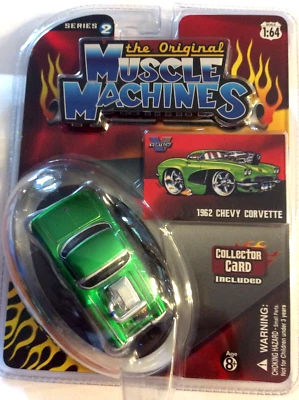 SERIES 2
the Original
MUSCLE
MACHINES
SCALE
1:64
1962 CHEVY CORVETTE
COLLECTOR
CARD
INCLUDED
WARNING:
CHOKING HAZARD - Small Parts.
Not for Children under 3 years
Age
8+